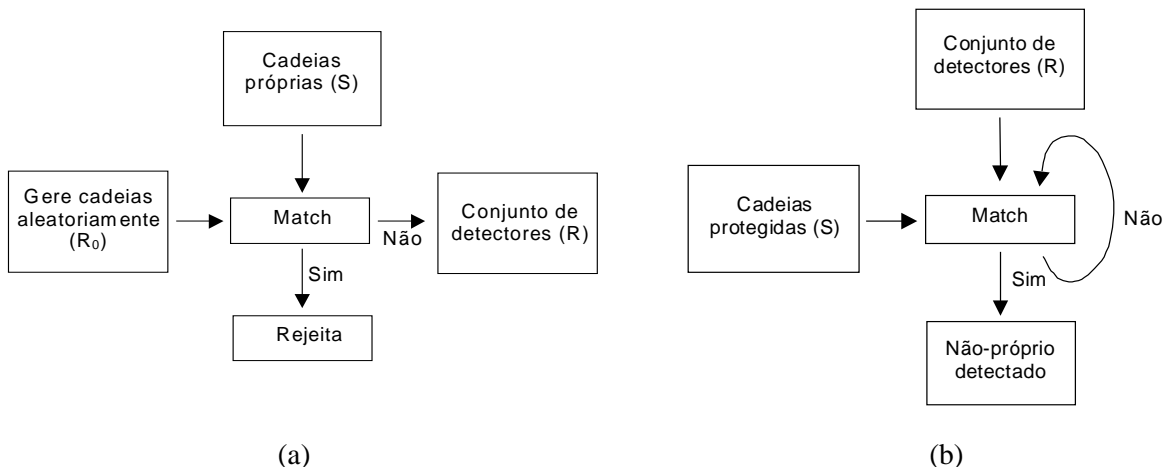 Cadeias
próprias (S)
Gere cadeias
aleatoriamente
(R₀)
Match
Não
Conjunto de
detectores (R)
Sim
Rejeita
(a)
Conjunto de
detectores (R)
Cadeias
protegidas (S)
Match
Não
Sim
Não-próprio
detectado
(b)